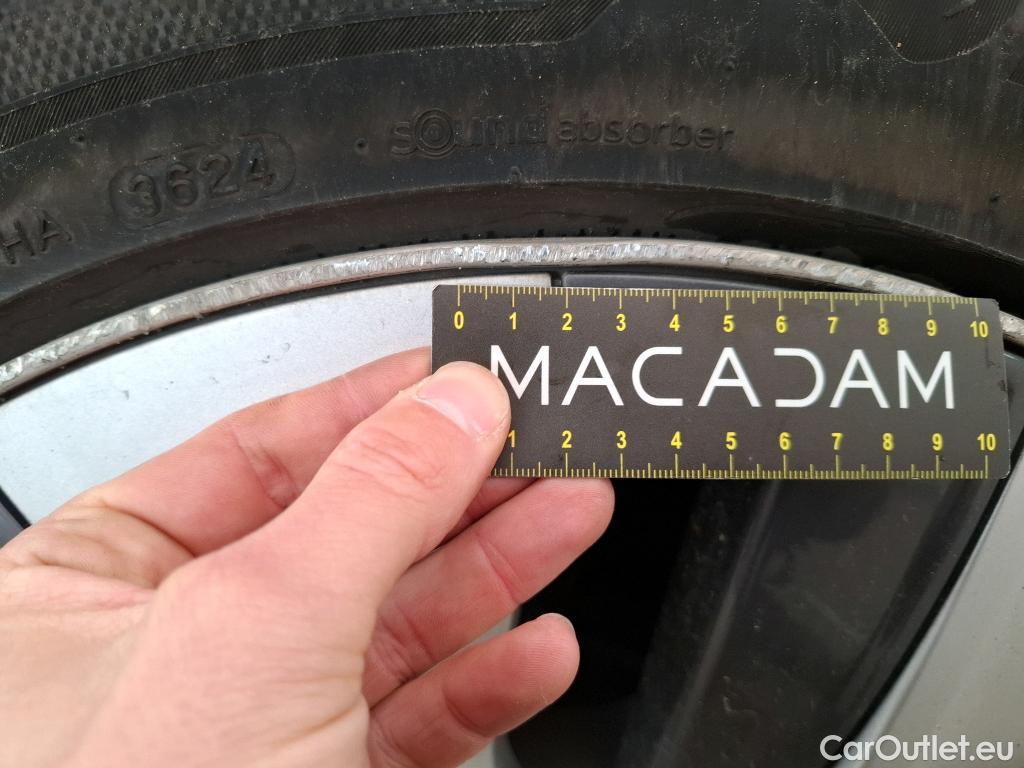 sound absorber
3624
HA
0 1 2 3 4 5 6 7 8 9 10
MACADAM
1 2 3 4 5 6 7 8 9 10
CarOutlet.eu